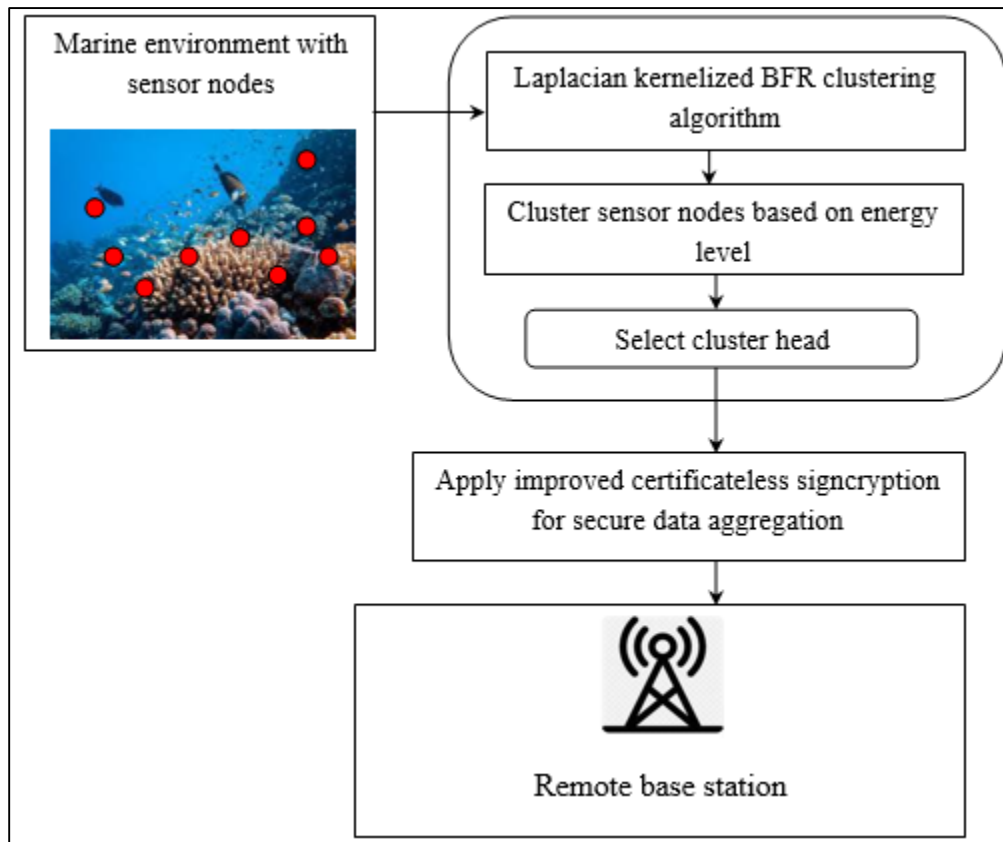 Marine environment with
sensor nodes
Laplacian kernelized BFR clustering
algorithm
Cluster sensor nodes based on energy
level
Select cluster head
Apply improved certificateless signcryption
for secure data aggregation
Remote base station